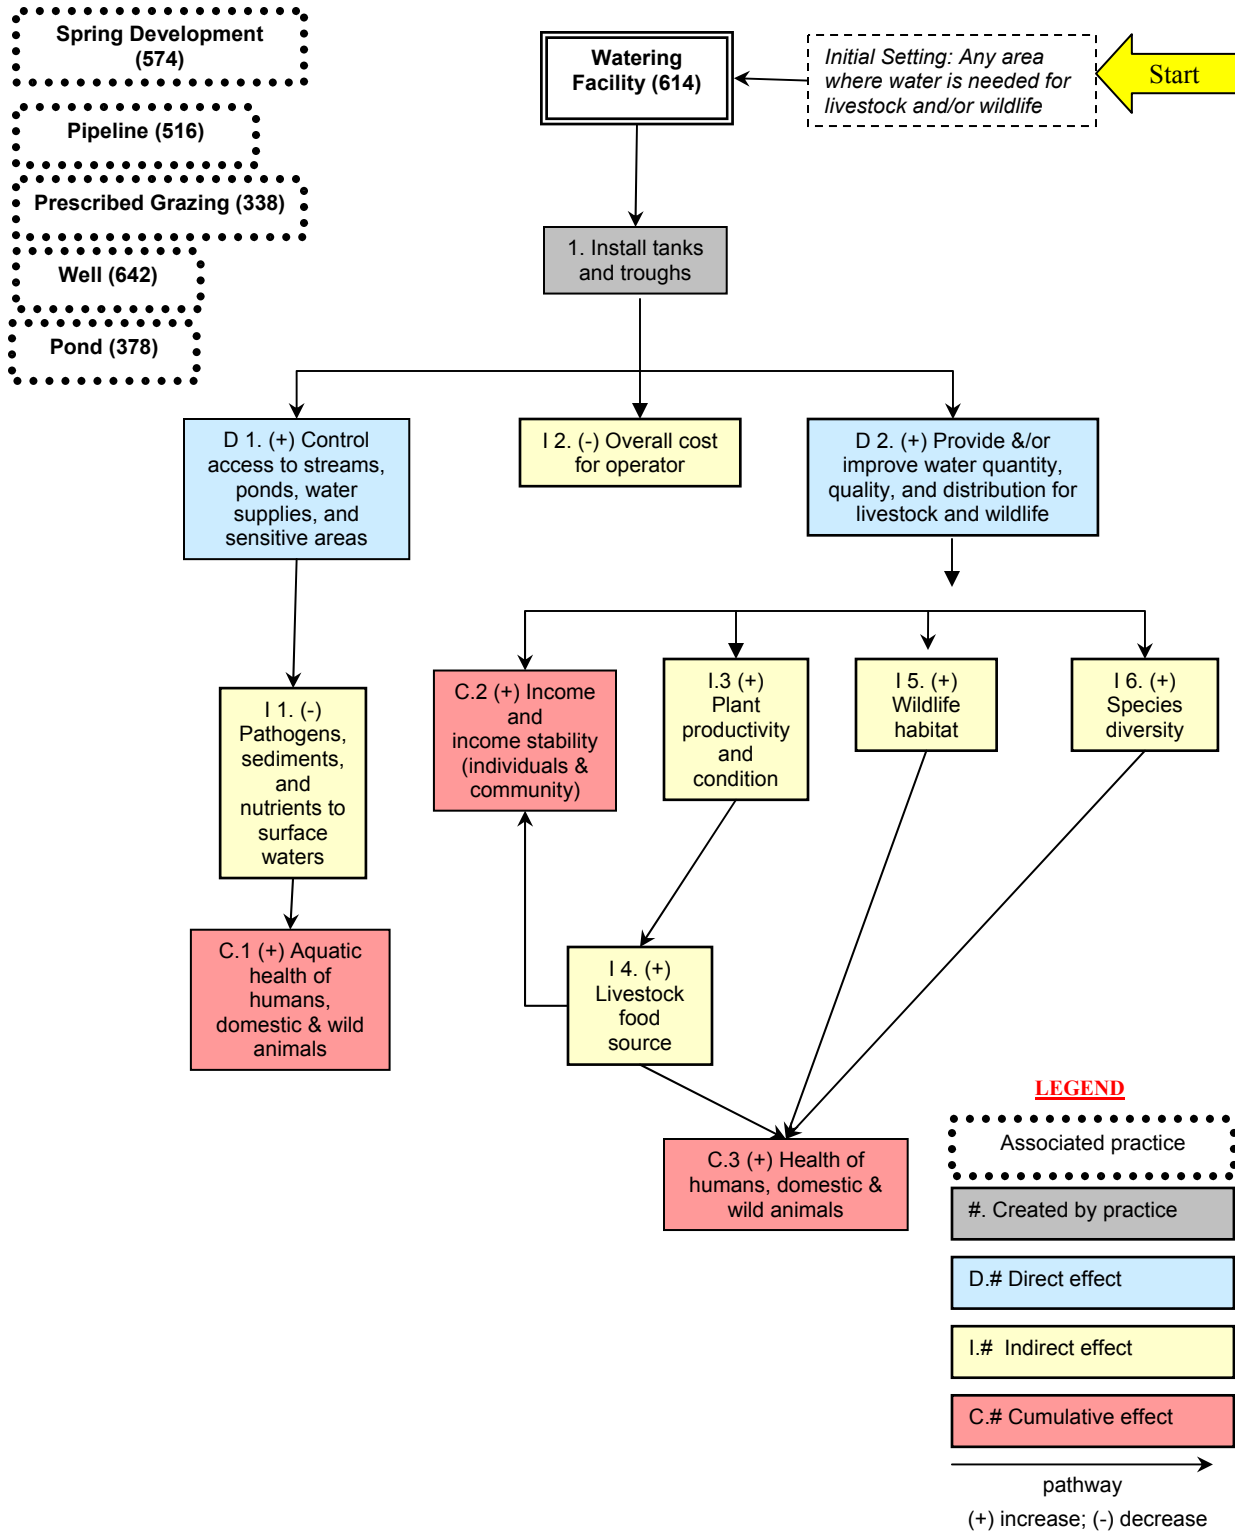 Spring Development
(574)
Pipeline (516)
Prescribed Grazing (338)
Well (642)
Pond (378)
Watering
Facility (614)
Initial Setting: Any area
where water is needed for
livestock and/or wildlife
Start
1. Install tanks
and troughs
D 1. (+) Control
access to streams,
ponds, water
supplies, and
sensitive areas
I 2. (-) Overall cost
for operator
D 2. (+) Provide &/or
improve water quantity,
quality, and distribution for
livestock and wildlife
I 1. (-)
Pathogens,
sediments,
and
nutrients to
surface
waters
C.2 (+) Income
and
income stability
(individuals &
community)
I.3 (+)
Plant
productivity
and
condition
I 5. (+)
Wildlife
habitat
I 6. (+)
Species
diversity
C.1 (+) Aquatic
health of
humans,
domestic & wild
animals
I 4. (+)
Livestock
food
source
C.3 (+) Health of
humans, domestic &
wild animals
LEGEND
Associated practice
#. Created by practice
D.# Direct effect
I.# Indirect effect
C.# Cumulative effect
pathway
(+) increase; (-) decrease